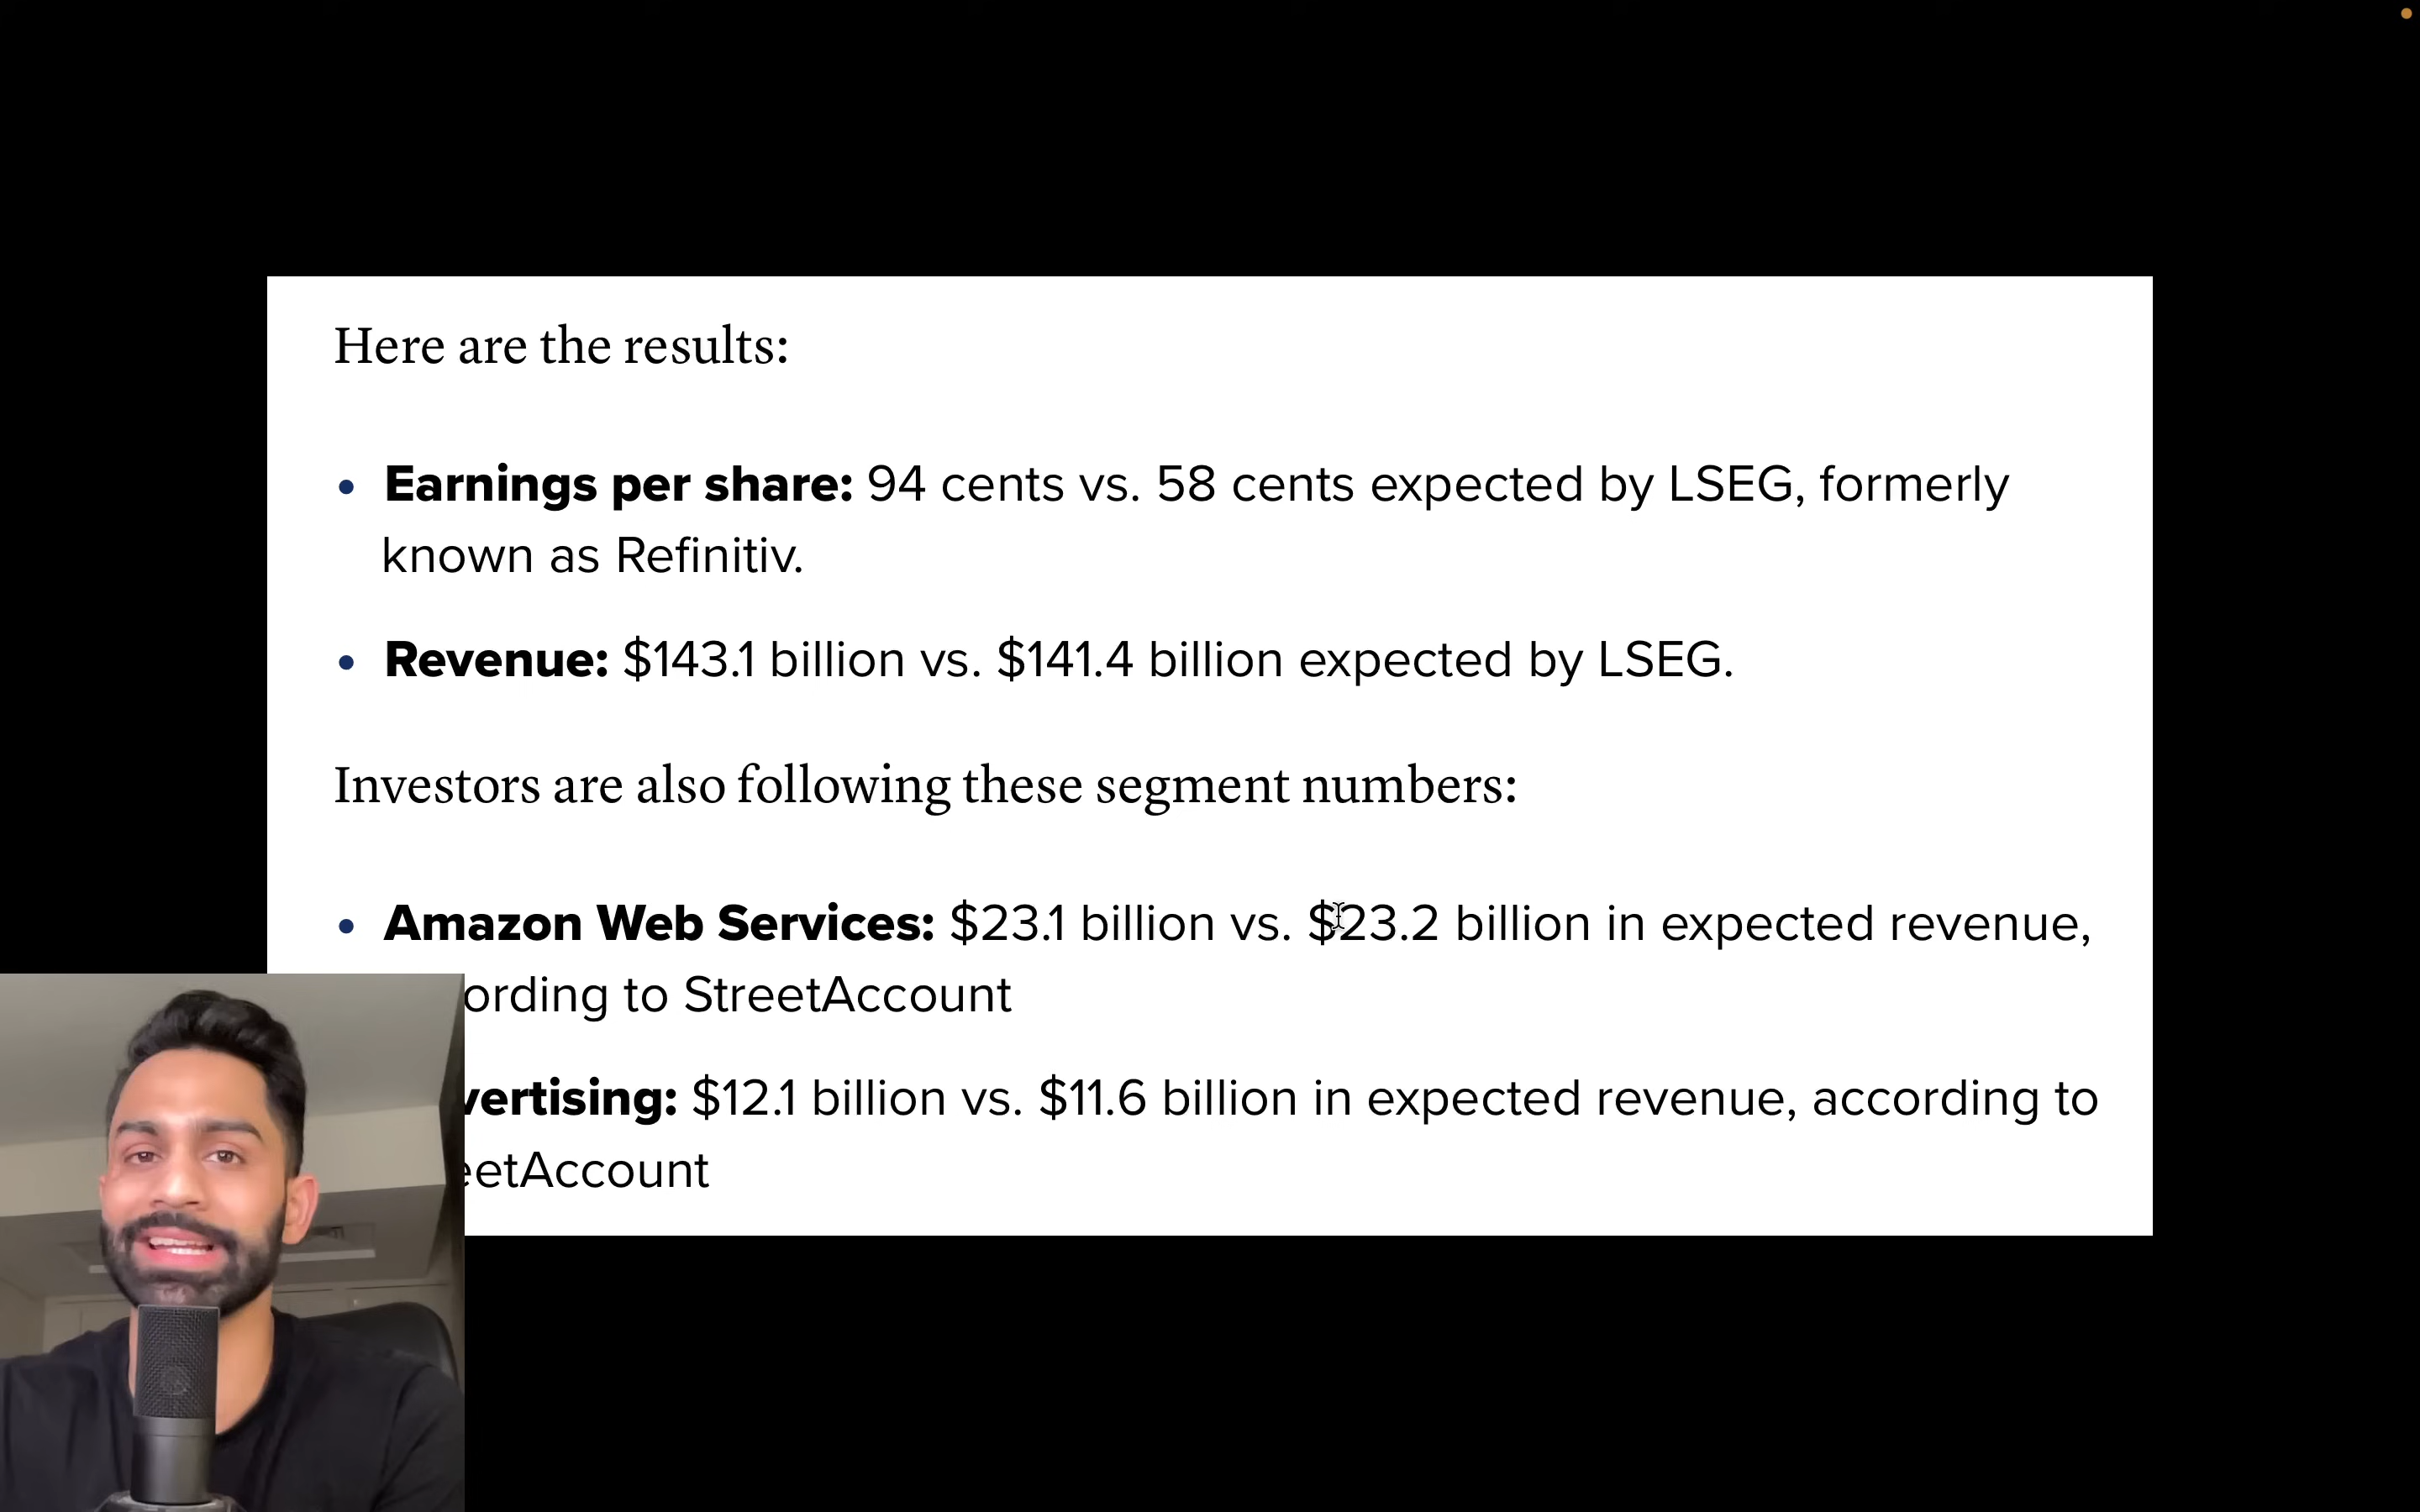 Here are the results:
• Earnings per share: 94 cents vs. 58 cents expected by LSEG, formerly
known as Refinitiv.
• Revenue: $143.1 billion vs. $141.4 billion expected by LSEG.
Investors are also following these segment numbers:
• Amazon Web Services: $23.1 billion vs. $23.2 billion in expected revenue,
ording to StreetAccount
vertising: $12.1 billion vs. $11.6 billion in expected revenue, according to
eetAccount